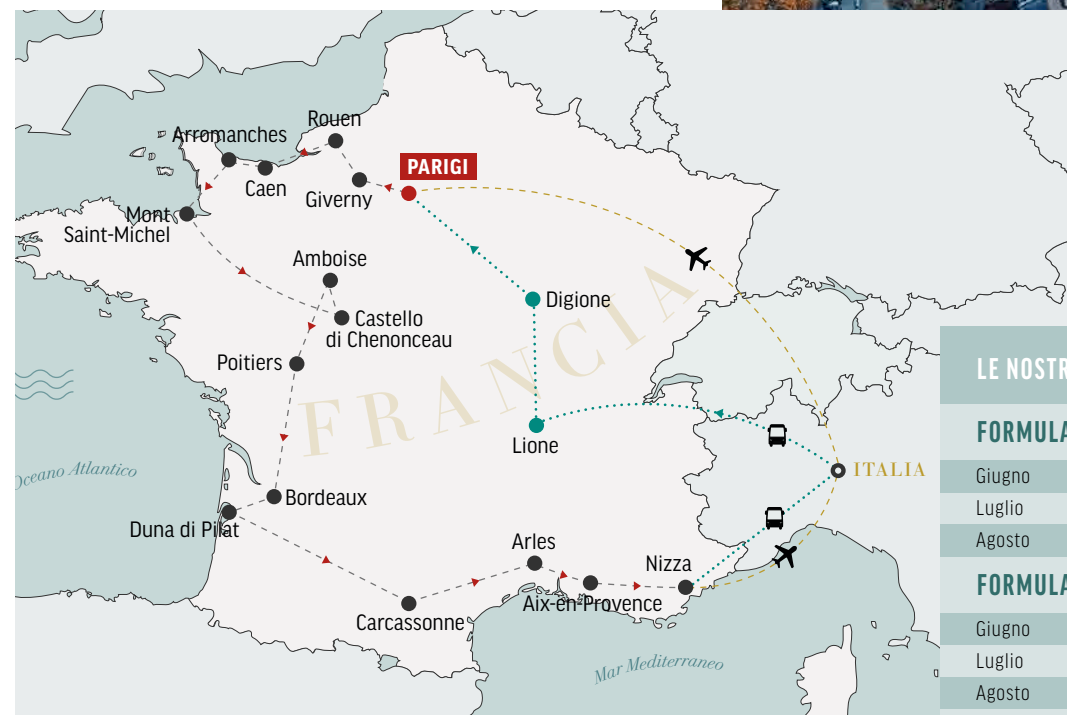 Rouen
Arromanches
PARIGI
Caen
Giverny
Mont
Saint-Michel
Amboise
Digione
Castello
di Chenonceau
Poitiers
FRANCIA
LE NOSTR
FORMULA
Lione
ITALIA
Oceano Atlantico
Giugno
Bordeaux
Luglio
Duna di Pilat
Agosto
Arles
Nizza
FORMULA
Aix-en-Provence
Carcassonne
Giugno
Mar Mediterraneo
Luglio
Agosto